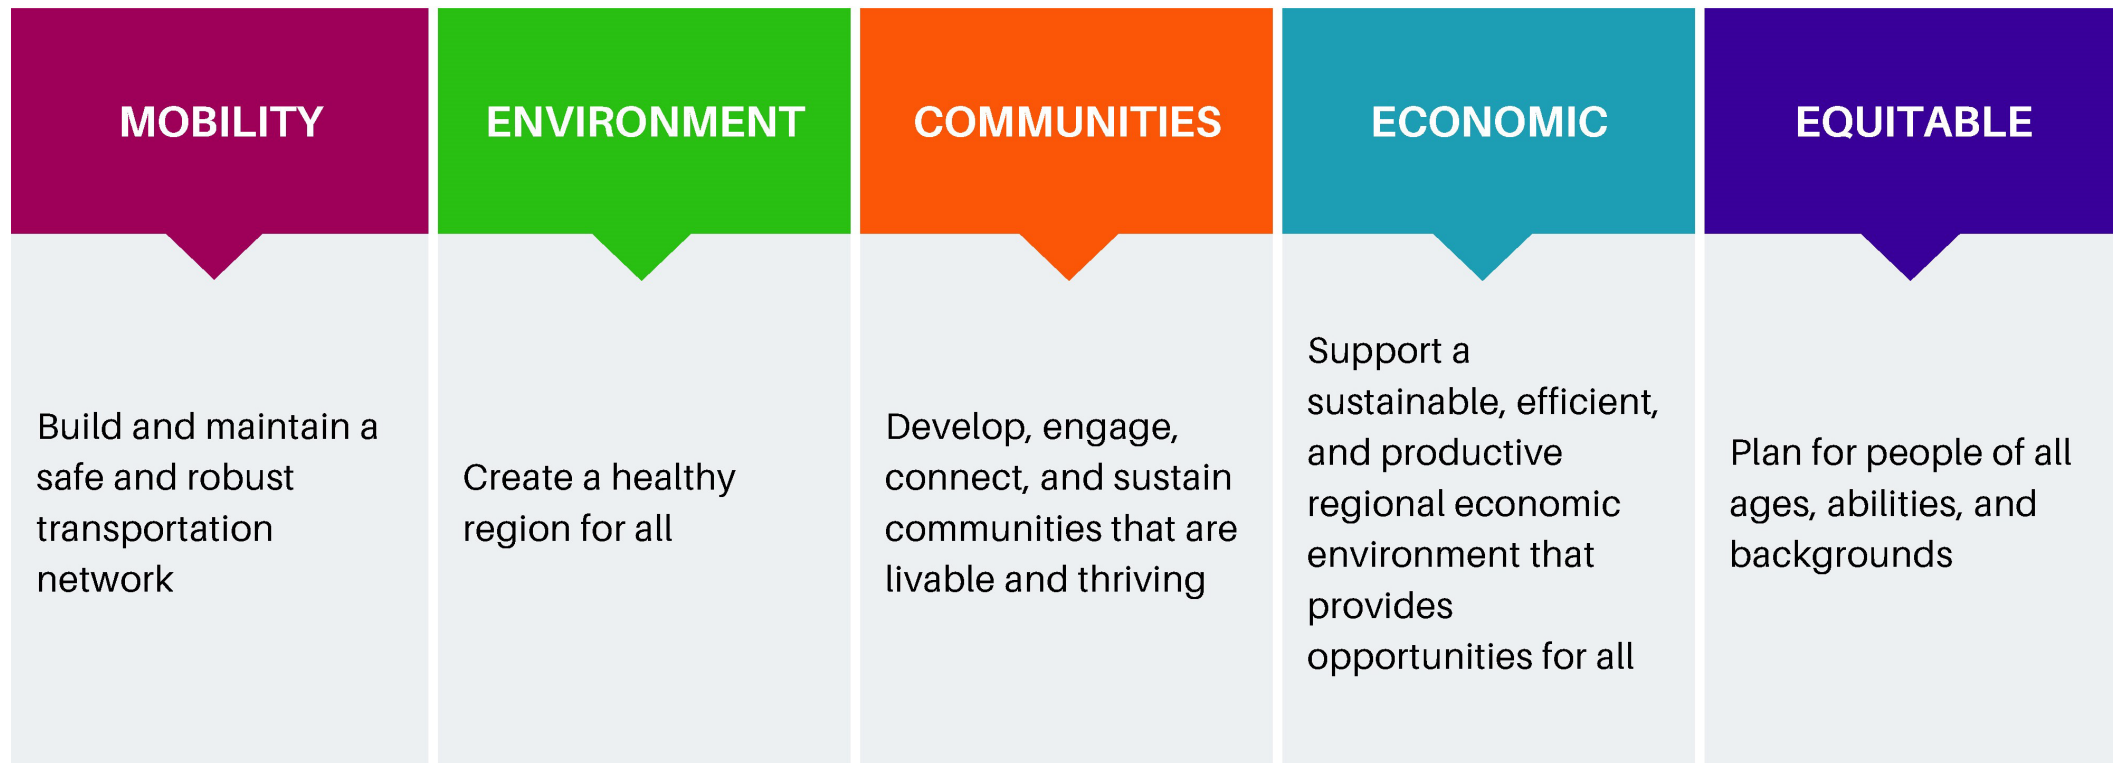 MOBILITY
Build and maintain a
safe and robust
transportation
network
ENVIRONMENT
Create a healthy
region for all
COMMUNITIES
Develop, engage,
connect, and sustain
communities that are
livable and thriving
ECONOMIC
Support a
sustainable, efficient,
and productive
regional economic
environment that
provides
opportunities for all
EQUITABLE
Plan for people of all
ages, abilities, and
backgrounds